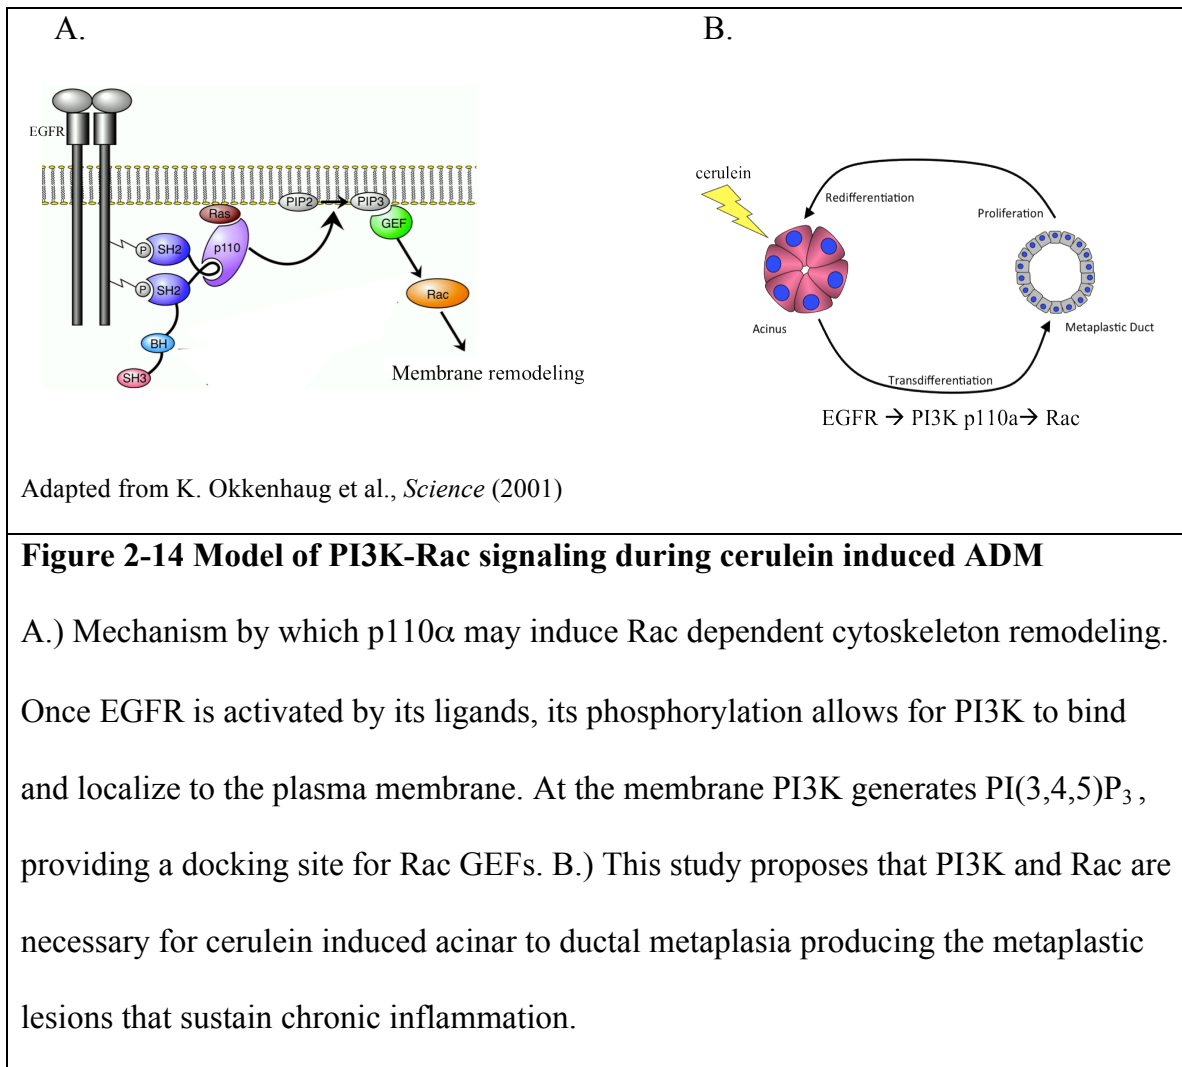 A.
B.
EGFR
PIP2
PIP3
Ras
GEF
p110
P
SH2
P
SH2
Rac
BH
SH3
Membrane remodeling
cerulein
Redifferentiation
Proliferation
Acinus
Metaplastic Duct
Transdifferentiation
EGFR → PI3K p110a→ Rac
Adapted from K. Okkenhaug et al., Science (2001)
Figure 2-14 Model of PI3K-Rac signaling during cerulein induced ADM
A.) Mechanism by which p110α may induce Rac dependent cytoskeleton remodeling.
Once EGFR is activated by its ligands, its phosphorylation allows for PI3K to bind
and localize to the plasma membrane. At the membrane PI3K generates PI(3,4,5)P₃ ,
providing a docking site for Rac GEFs. B.) This study proposes that PI3K and Rac are
necessary for cerulein induced acinar to ductal metaplasia producing the metaplastic
lesions that sustain chronic inflammation.